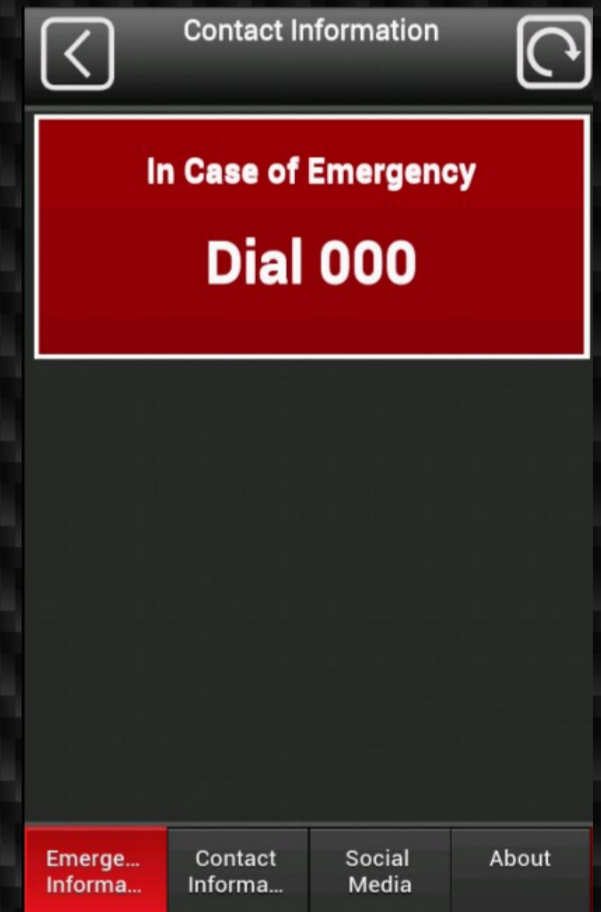 Contact Information
In Case of Emergency
Dial 000
Emerge...
Informa...
Contact
Informa...
Social
Media
About